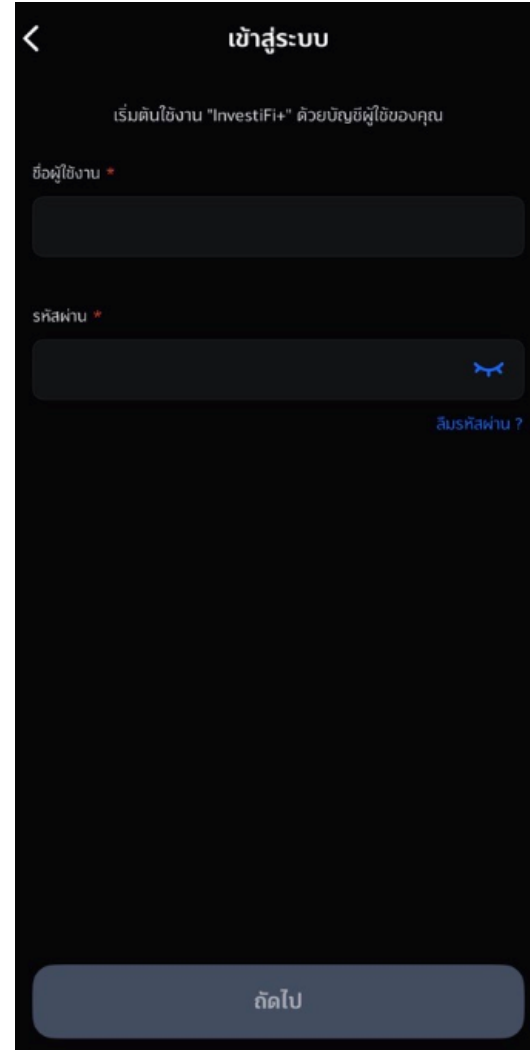 เข้าสู่ระบบ
เริ่มต้นใช้งาน "InvestiFi+" ด้วยบัญชีผู้ใช้ของคุณ
ชื่อผู้ใช้งาน *
รหัสผ่าน *
ลืมรหัสผ่าน ?
ถัดไป